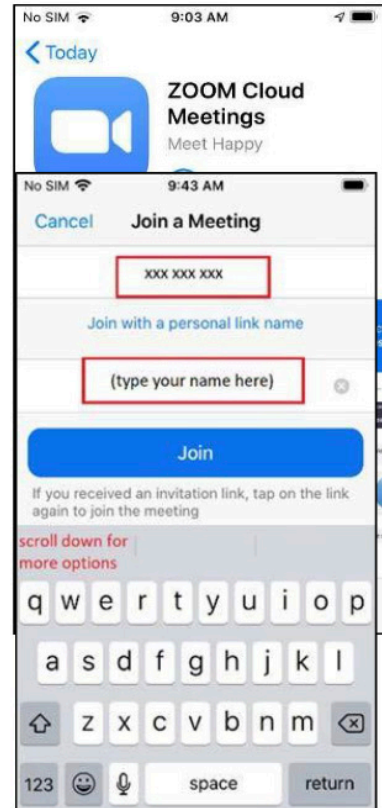 No SIM 9:03 AM
Today
ZOOM Cloud
Meetings
Meet Happy
No SIM 9:43 AM
Cancel Join a Meeting
xxx xxx xxx
Join with a personal link name
(type your name here)
Join
If you received an invitation link, tap on the link
again to join the meeting
scroll down for
more options
q w e r t y u i o p
a s d f g h j k l
z x c v b n m
123 space return